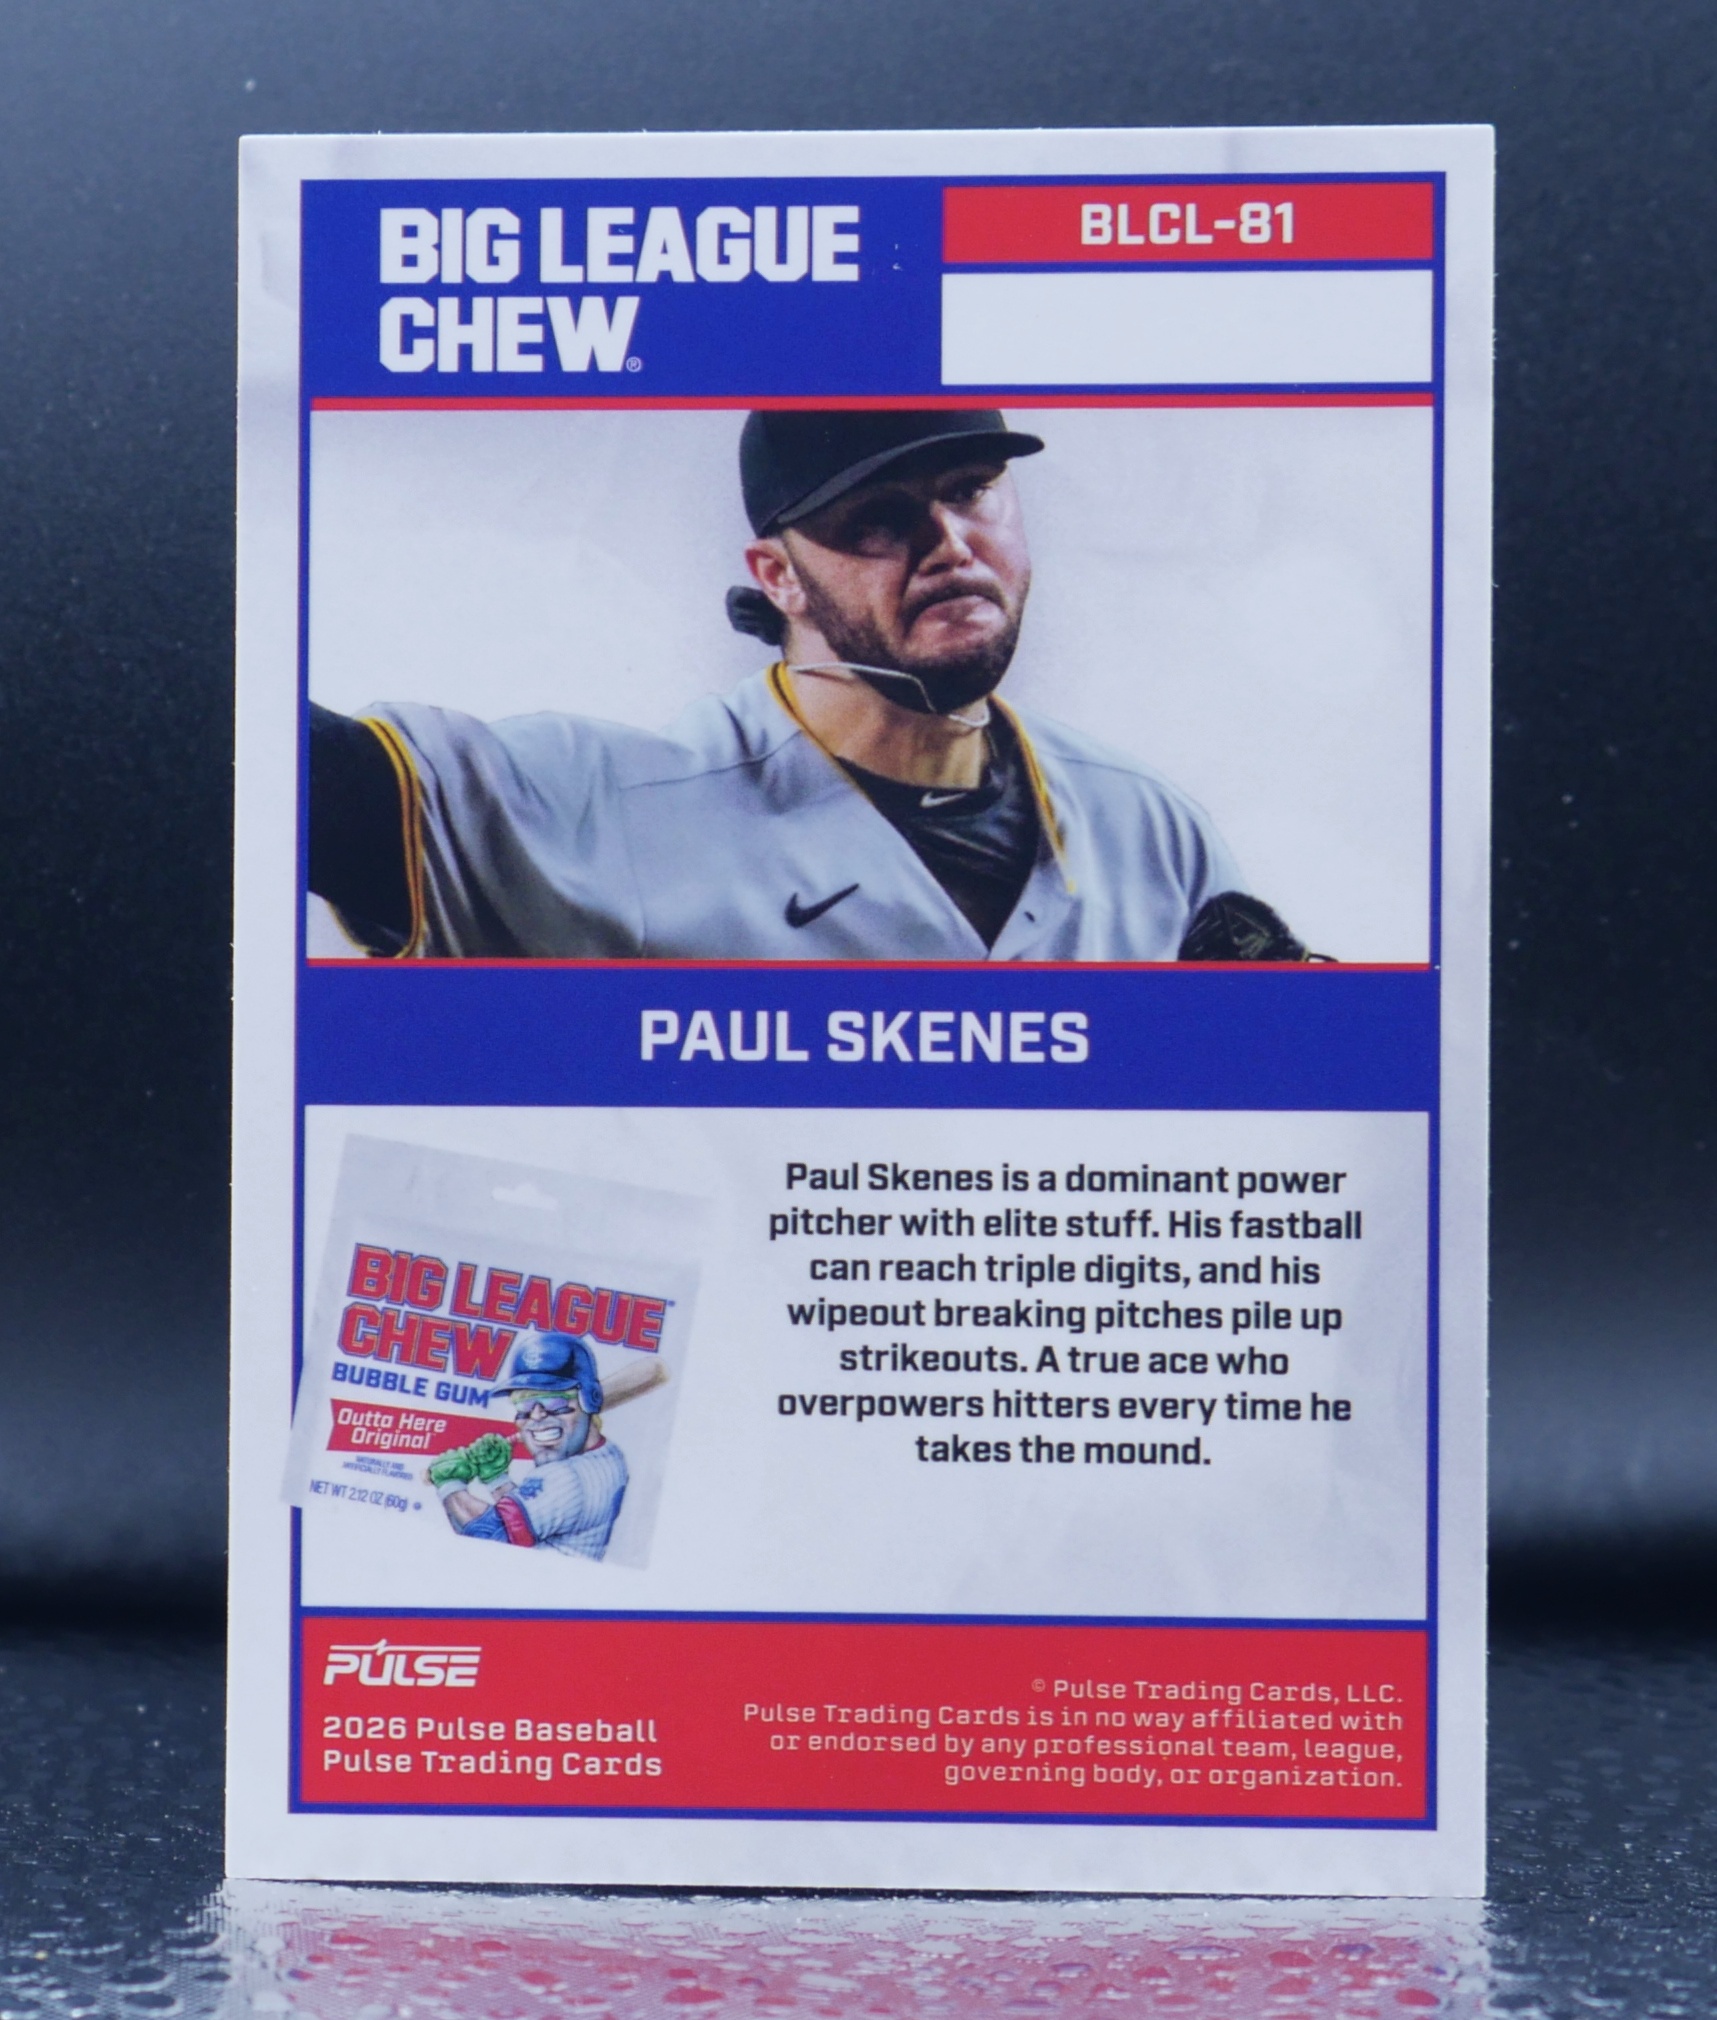 BIG LEAGUE
CHEW®
BLCL-81
PAUL SKENES
Paul Skenes is a dominant power
pitcher with elite stuff. His fastball
can reach triple digits, and his
wipeout breaking pitches pile up
strikeouts. A true ace who
overpowers hitters every time he
takes the mound.
BIG LEAGUE
CHEW
BUBBLE GUM
Outta Here
Original
NATURALLY AND
ARTIFICIALLY FLAVORED
NET WT 2.12 OZ (60g)
PULSE
2026 Pulse Baseball
Pulse Trading Cards
© Pulse Trading Cards, LLC.
Pulse Trading Cards is in no way affiliated with
or endorsed by any professional team, league,
governing body, or organization.